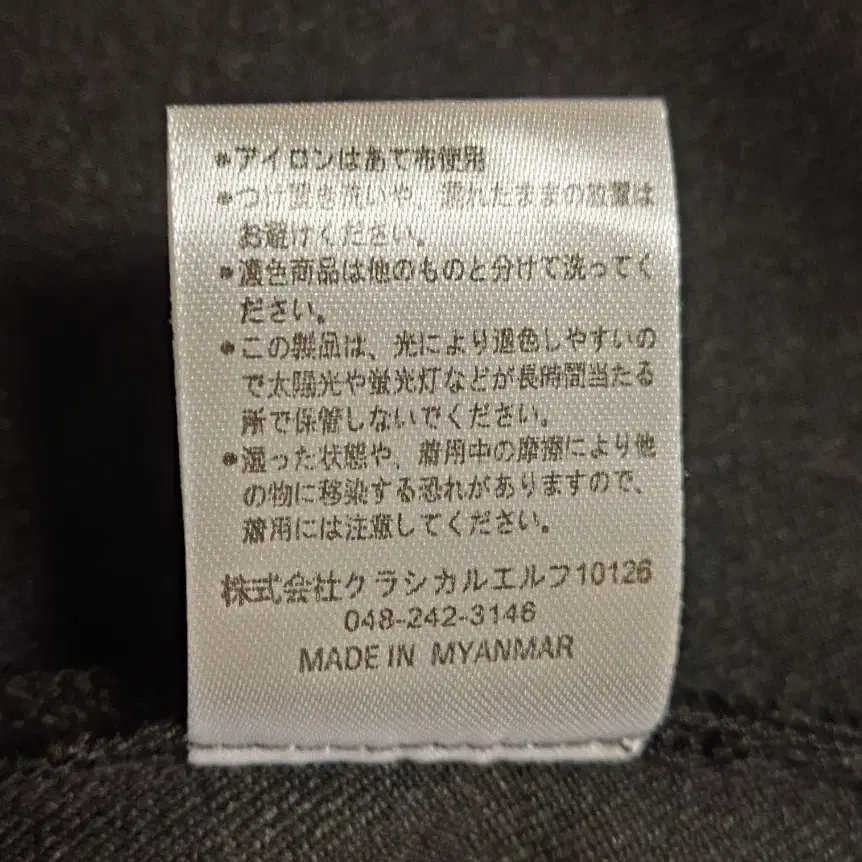 ●アイロンはあて布使用
●つけ置き洗いや、濡れたままの放置は
お避けください。
●濃色商品は他のものと分けて洗ってく
ださい。
●この製品は、光により退色しやすいの
で太陽光や蛍光灯などが長時間当たる
所で保管しないでください。
●湿った状態や、着用中の摩擦により他
の物に移染する恐れがありますので、
着用には注意してください。
株式会社クラシカルエルフ10126
048-242-3146
MADE IN MYANMAR